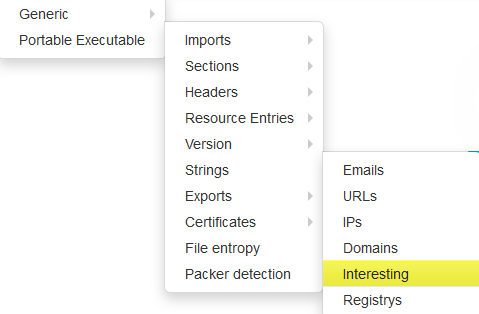 Generic
Portable Executable
Imports
Sections
Headers
Resource Entries
Version
Strings
Exports
Certificates
File entropy
Packer detection
Emails
URLs
IPs
Domains
Interesting
Registrys